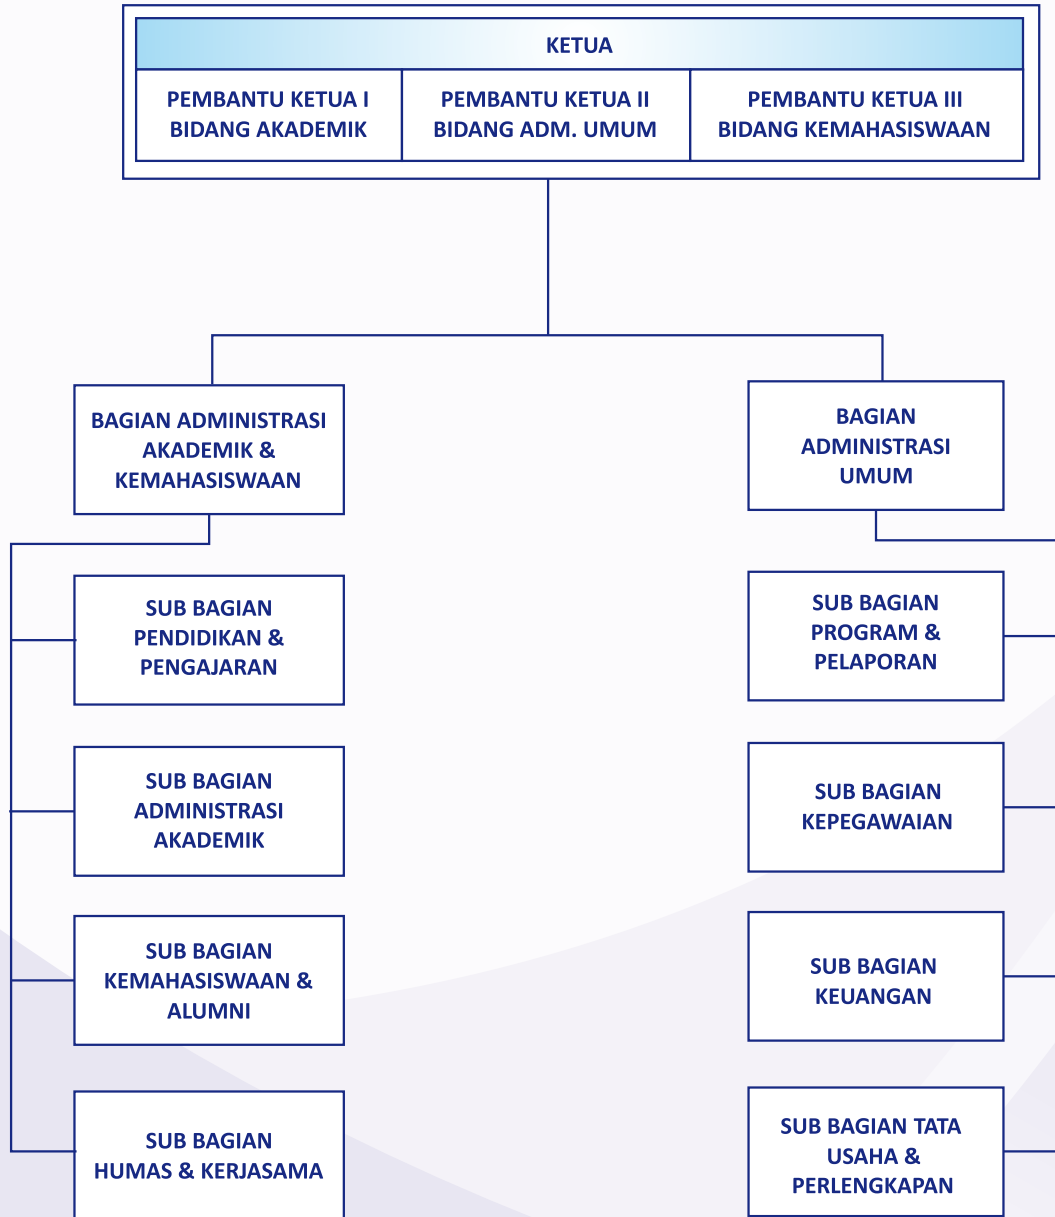 KETUA
PEMBANTU KETUA I
BIDANG AKADEMIK
PEMBANTU KETUA II
BIDANG ADM. UMUM
PEMBANTU KETUA III
BIDANG KEMAHASISWAAN
BAGIAN ADMINISTRASI
AKADEMIK &
KEMAHASISWAAN
SUB BAGIAN
PENDIDIKAN &
PENGAJARAN
SUB BAGIAN
ADMINISTRASI
AKADEMIK
SUB BAGIAN
KEMAHASISWAAN &
ALUMNI
SUB BAGIAN
HUMAS & KERJASAMA
BAGIAN
ADMINISTRASI
UMUM
SUB BAGIAN
PROGRAM &
PELAPORAN
SUB BAGIAN
KEPEGAWAIAN
SUB BAGIAN
KEUANGAN
SUB BAGIAN TATA
USAHA &
PERLENGKAPAN